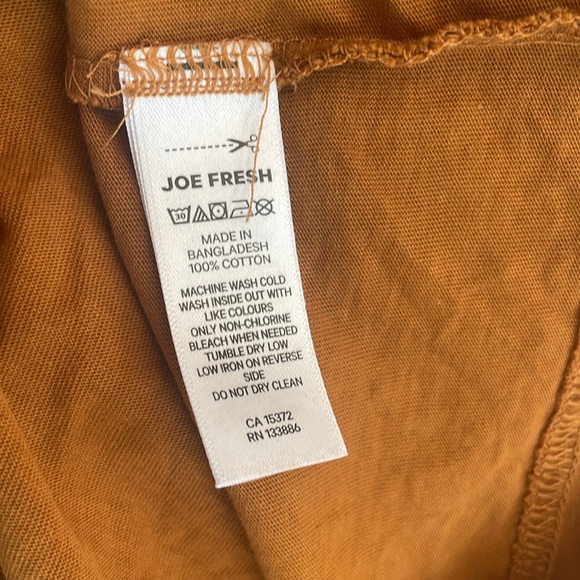 JOE FRESH
30
MADE IN
BANGLADESH
100% COTTON
MACHINE WASH COLD
WASH INSIDE OUT WITH
LIKE COLOURS
ONLY NON-CHLORINE
BLEACH WHEN NEEDED
TUMBLE DRY LOW
LOW IRON ON REVERSE
SIDE
DO NOT DRY CLEAN
CA 15372
RN 133886